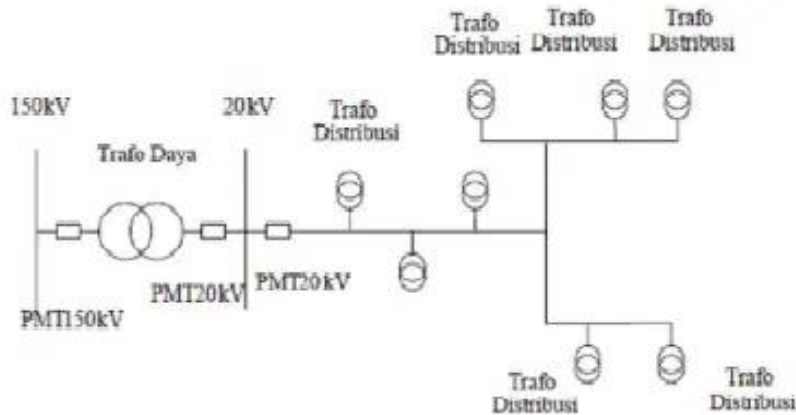 Trafo
Distribusi
Trafo
Distribusi
Trafo
Distribusi
150kV
20kV
Trafo
Distribusi
Trafo Daya
PMT20kV
PMT20kV
PMT150kV
Trafo
Distribusi
Trafo
Distribusi